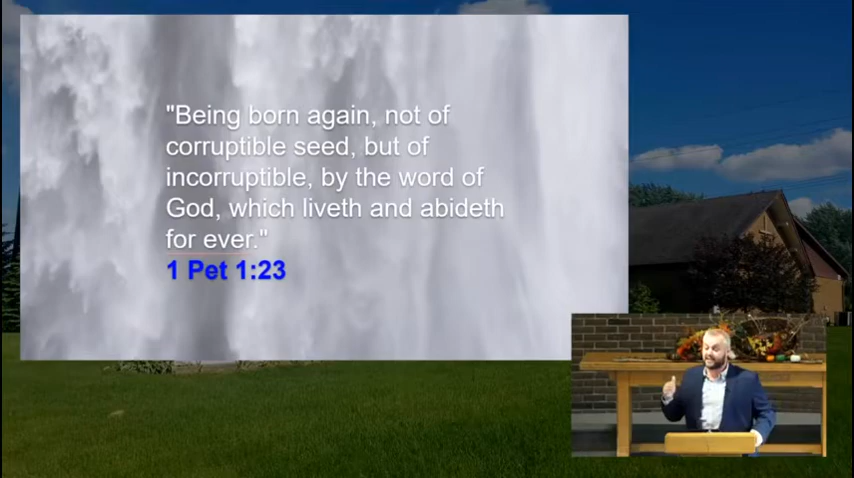 "Being born again, not of
corruptible seed, but of
incorruptible, by the word of
God, which liveth and abideth
for ever."
1 Pet 1:23